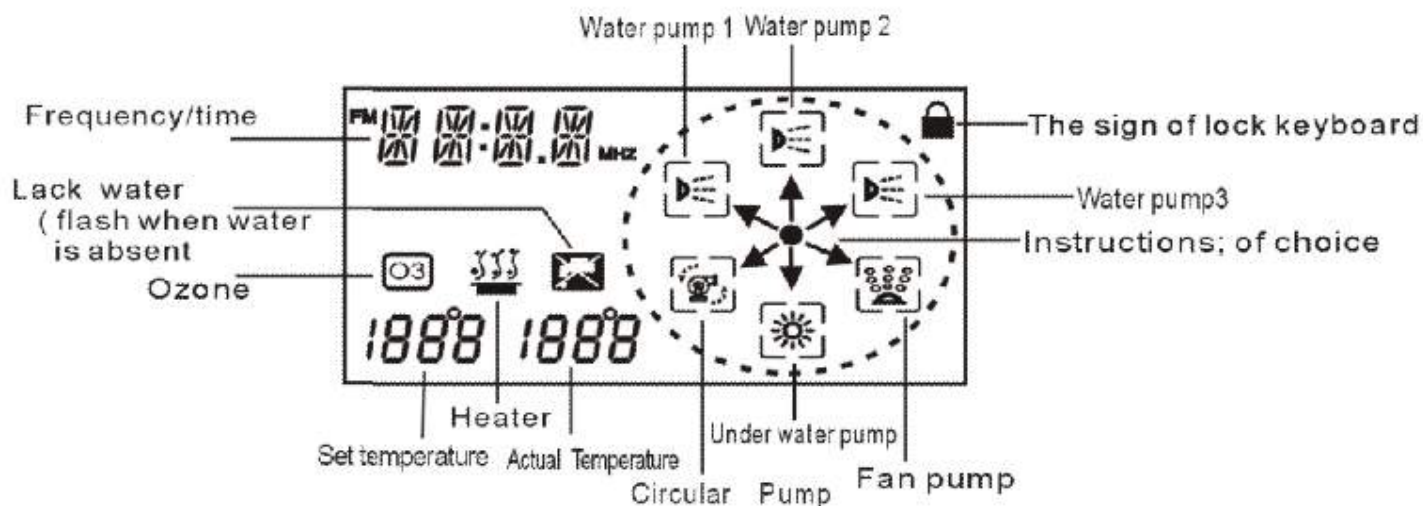 Water pump 1 Water pump 2
Frequency/time
FM
MHZ
The sign of lock keyboard
Lack water
( flash when water
is absent
Water pump3
Instructions; of choice
Ozone
O3
1888° 1888°
Heater
Under water pump
Set temperature Actual Temperature
Fan pump
Circular Pump